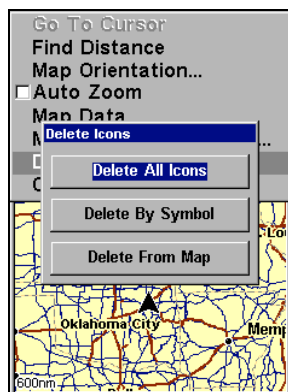 Go To Cursor
Find Distance
Map Orientation...
Auto Zoom
Map Data
Delete Icons
Delete All Icons
Delete By Symbol
Delete From Map
Oklahoma City
600nm